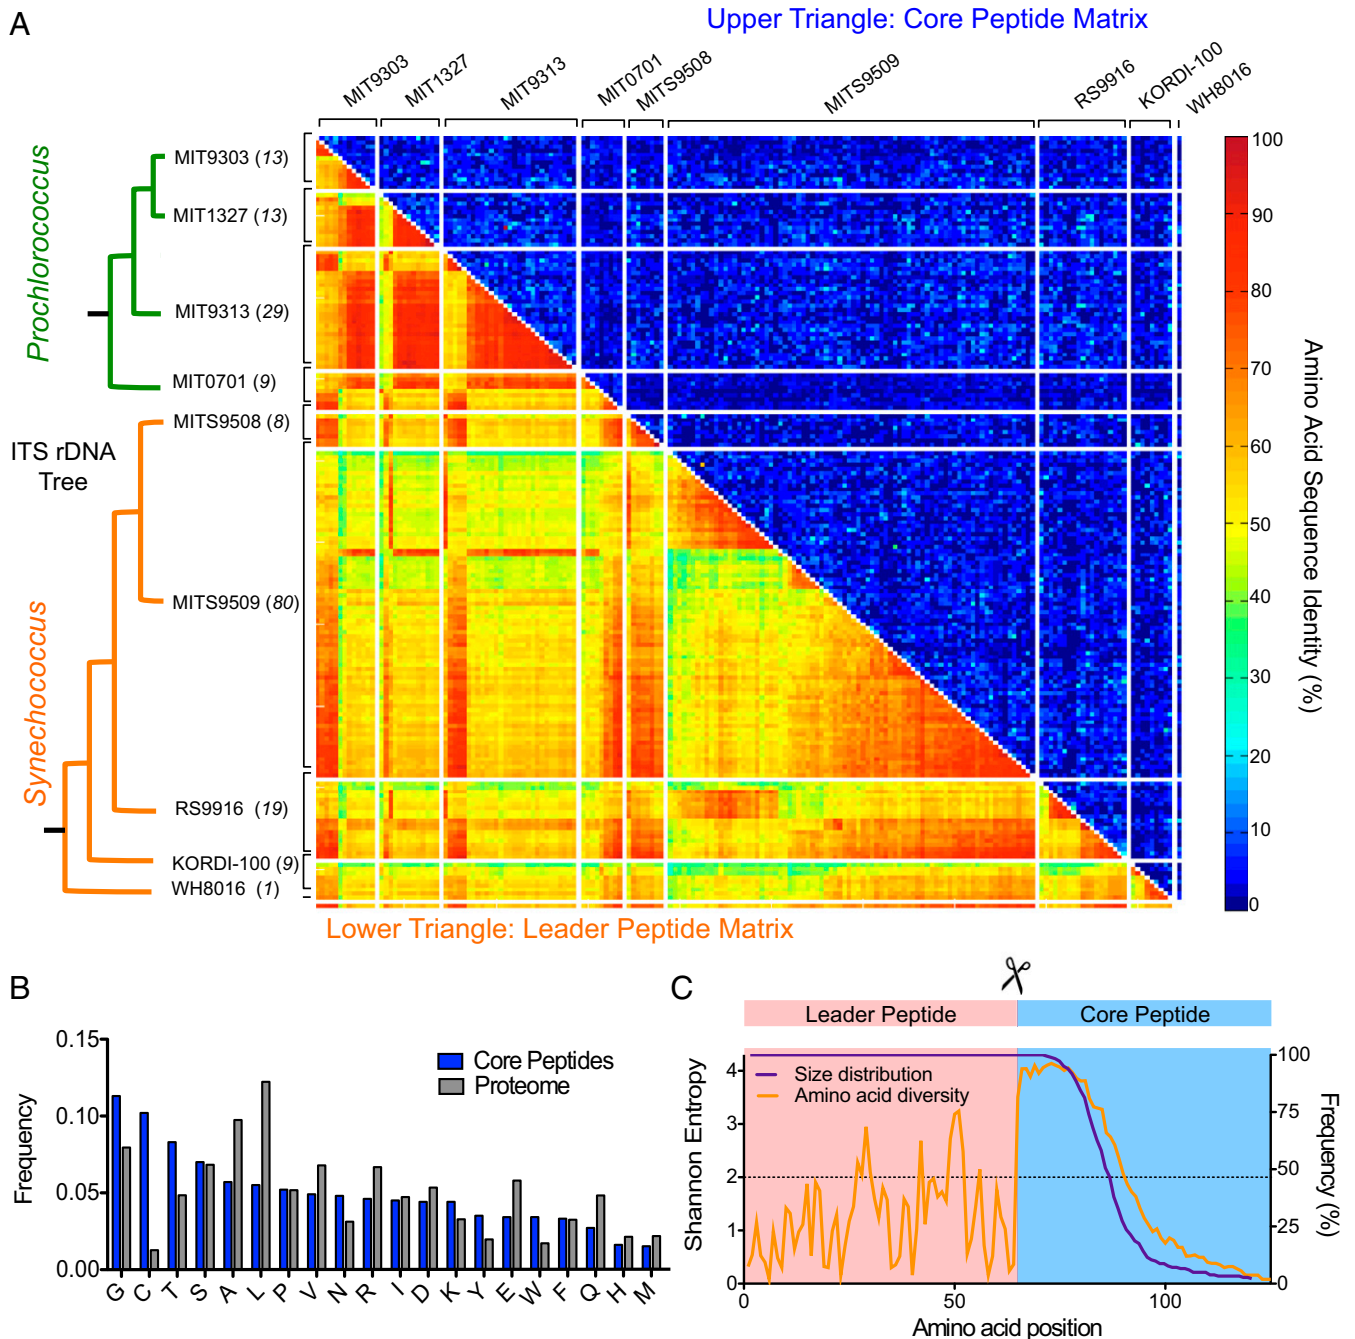 A
Upper Triangle: Core Peptide Matrix
MIT9303
MIT1327
MIT9313
MIT0701
MITS9508
MITS9509
RS9916
KORDI-100
WH8016
Prochlorococcus
MIT9303 (13)
MIT1327 (13)
MIT9313 (29)
MIT0701 (9)
MITS9508 (8)
ITS rDNA
Tree
MITS9509 (80)
Synechococcus
RS9916 (19)
KORDI-100 (9)
WH8016 (1)
100
90
80
70
60
50
40
30
20
10
0
Amino Acid Sequence Identity (%)
Lower Triangle: Leader Peptide Matrix
B
0.15
0.10
0.05
0.00
Frequency
Core Peptides
Proteome
G C T S A L P V N R I D K Y E W F Q H M
C
Leader Peptide
Core Peptide
Size distribution
Amino acid diversity
Shannon Entropy
4
3
2
1
0
100
75
50
25
0
Frequency (%)
0 50 100
Amino acid position